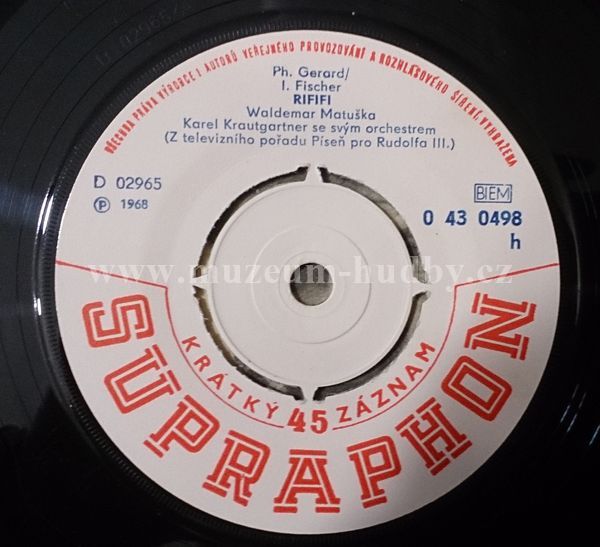 VŠECHNA PRÁVA VÝROBCE I AUTORŮ VEŘEJNÉHO PROVOZOVÁNÍ A ROZHLASOVÉHO ŠÍŘENÍ, VYHRAŽENA
Ph. Gerard/
I. Fischer
RIFIFI
Waldemar Matuška
Karel Krautgartner se svým orchestrem
(Z televizního pořadu Píseň pro Rudolfa III.)
D 02965
Ⓟ 1968
BIEM
0 43 0498
h
www.muzeum-hudby.cz
KRÁTKÝ 45 ZÁZNAM
SUPRAPHON